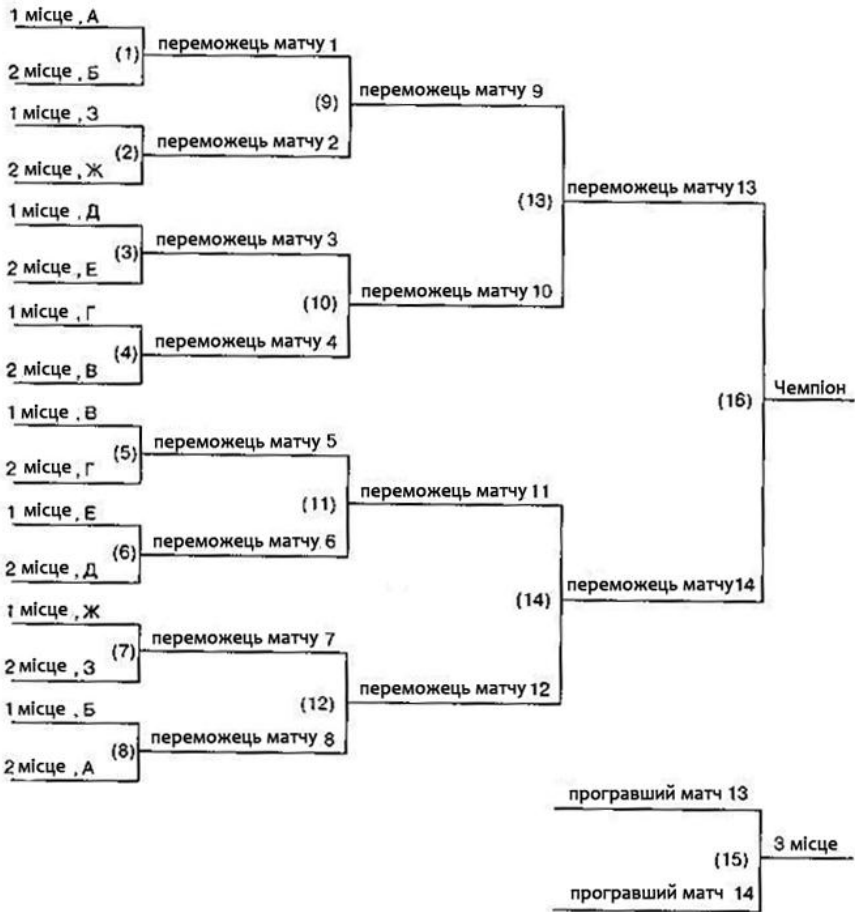 1 місце , А
(1)
переможець матчу 1
2 місце , Б
(9)
переможець матчу 9
1 місце , З
(2)
переможець матчу 2
2 місце , Ж
(13)
переможець матчу 13
1 місце , Д
(3)
переможець матчу 3
2 місце , Е
(10)
переможець матчу 10
1 місце , Г
(4)
переможець матчу 4
2 місце , В
(16)
Чемпіон
1 місце , В
(5)
переможець матчу 5
2 місце , Г
(11)
переможець матчу 11
1 місце , Е
(6)
переможець матчу 6
2 місце , Д
(14)
переможець матчу 14
1 місце , Ж
(7)
переможець матчу 7
2 місце , З
(12)
переможець матчу 12
1 місце , Б
(8)
переможець матчу 8
2 місце , А
програвший матч 13
(15)
3 місце
програвший матч 14